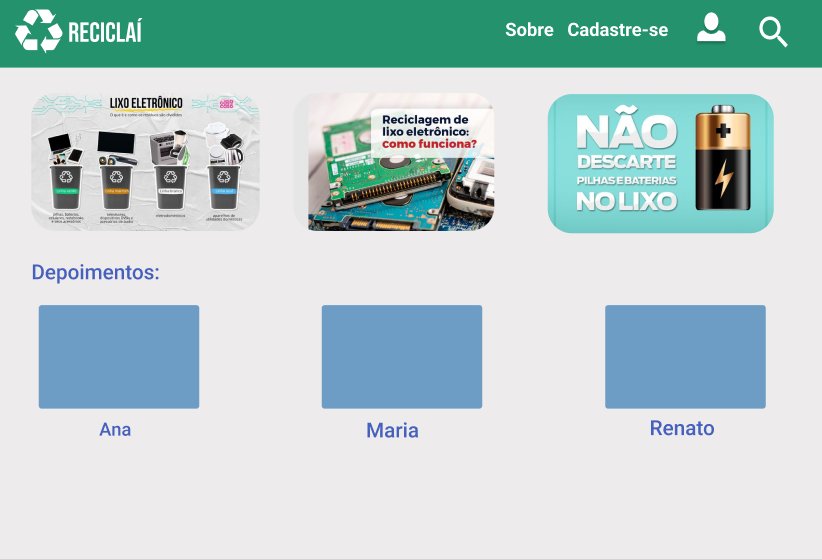 RECICLAÍ
Sobre
Cadastre-se
LIXO ELETRÔNICO
O que é e como os resíduos são divididos
eletrodomésticos
Reciclagem de
lixo eletrônico:
como funciona?
NÃO
DESCARTE
PILHAS E BATERIAS
NO LIXO
Depoimentos:
Ana
Maria
Renato